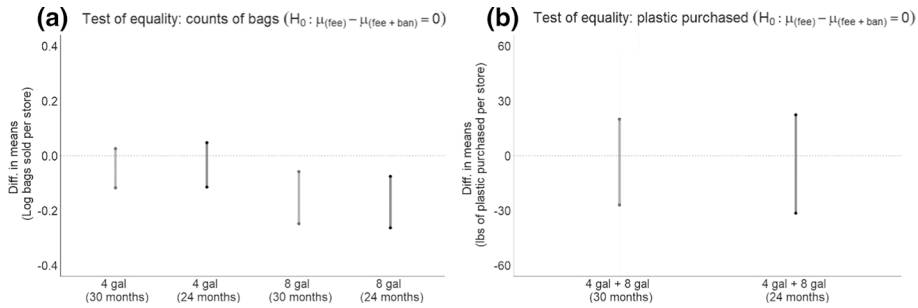 (a) Test of equality: counts of bags (H₀ : μ(fee) − μ(fee + ban) = 0)
0.4
0.2
0.0
-0.2
-0.4
Diff. in means
(Log bags sold per store)
4 gal
(30 months)
4 gal
(24 months)
8 gal
(30 months)
8 gal
(24 months)
(b) Test of equality: plastic purchased (H₀ : μ(fee) − μ(fee + ban) = 0)
60
30
0
-30
-60
Diff. in means
(lbs of plastic purchased per store)
4 gal + 8 gal
(30 months)
4 gal + 8 gal
(24 months)